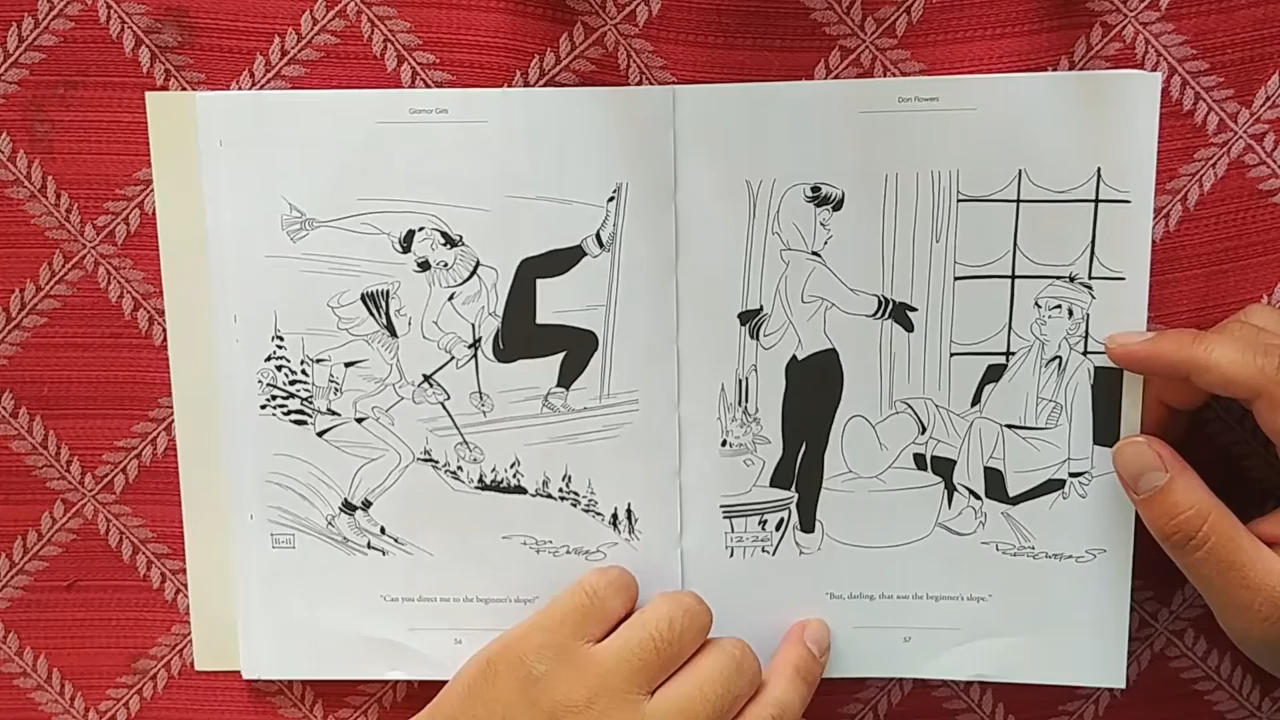 Glamor Girls
11-11
DON
FLOWERS
"Can you direct me to the beginner's slope?"
56
Don Flowers
12-26
DON
FLOWERS
"But, darling, that was the beginner's slope."
57